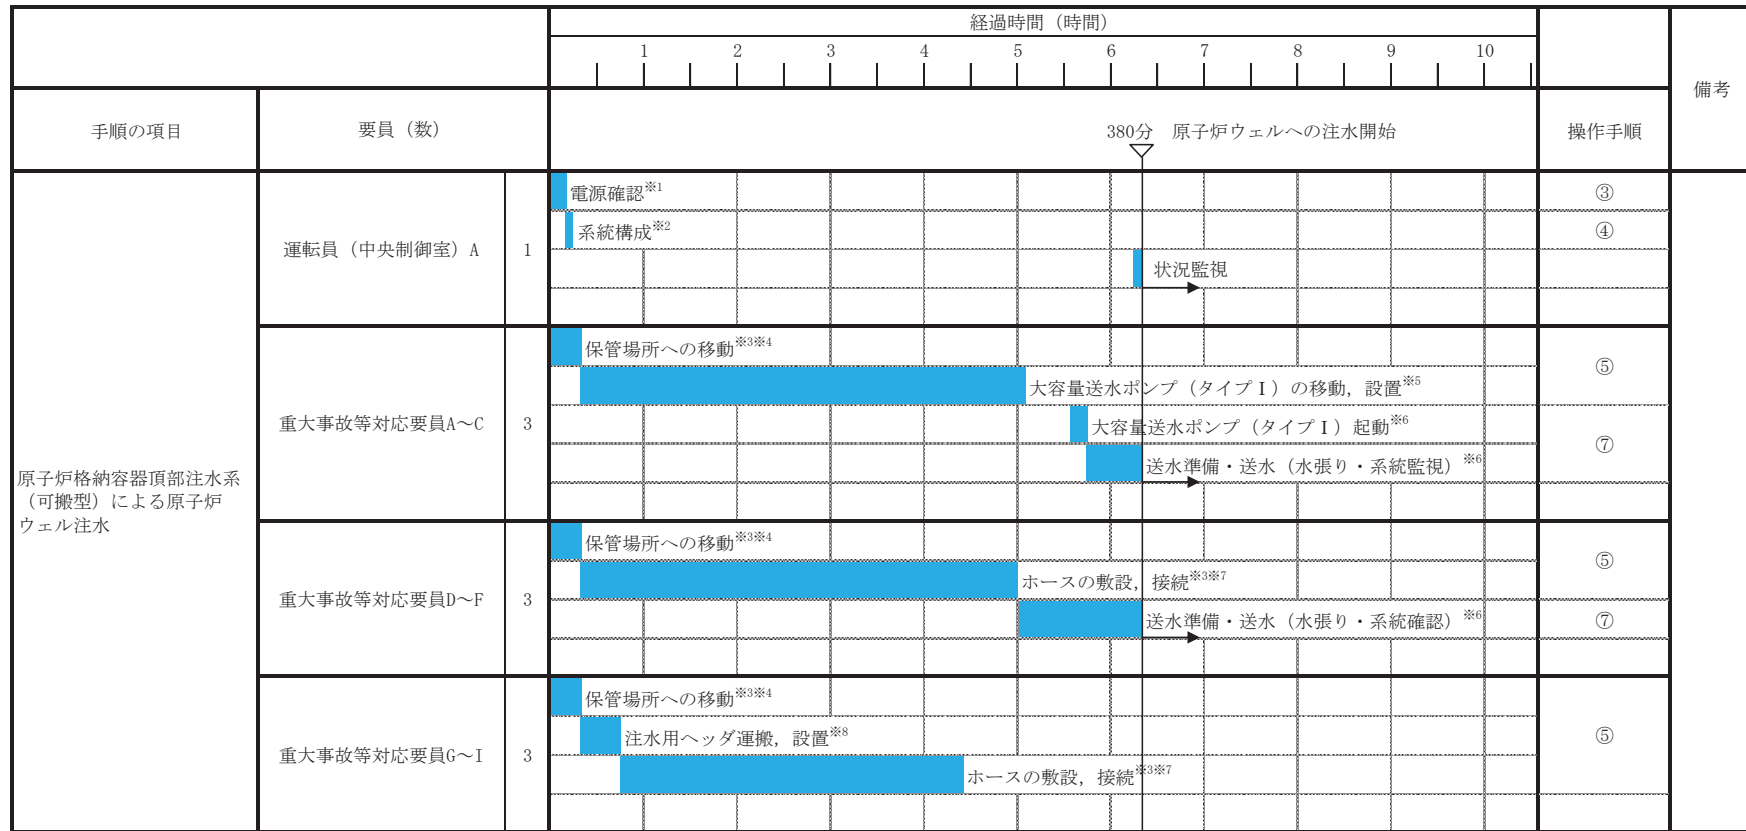 経過時間（時間）
1 2 3 4 5 6 7 8 9 10
備考
手順の項目 要員（数） 380分 原子炉ウェルへの注水開始 操作手順
電源確認※1 ③
系統構成※2 ④
運転員（中央制御室）A 1
状況監視
保管場所への移動※3※4
⑤
大容量送水ポンプ（タイプⅠ）の移動，設置※5
重大事故等対応要員A～C 3
大容量送水ポンプ（タイプⅠ）起動※6
⑦
送水準備・送水（水張り・系統監視）※6
原子炉格納容器頂部注水系
（可搬型）による原子炉
ウェル注水
保管場所への移動※3※4
⑤
ホースの敷設，接続※3※7
重大事故等対応要員D～F 3
送水準備・送水（水張り・系統確認）※6 ⑦
保管場所への移動※3※4
注水用ヘッダ運搬，設置※8 ⑤
重大事故等対応要員G～I 3
ホースの敷設，接続※3※7